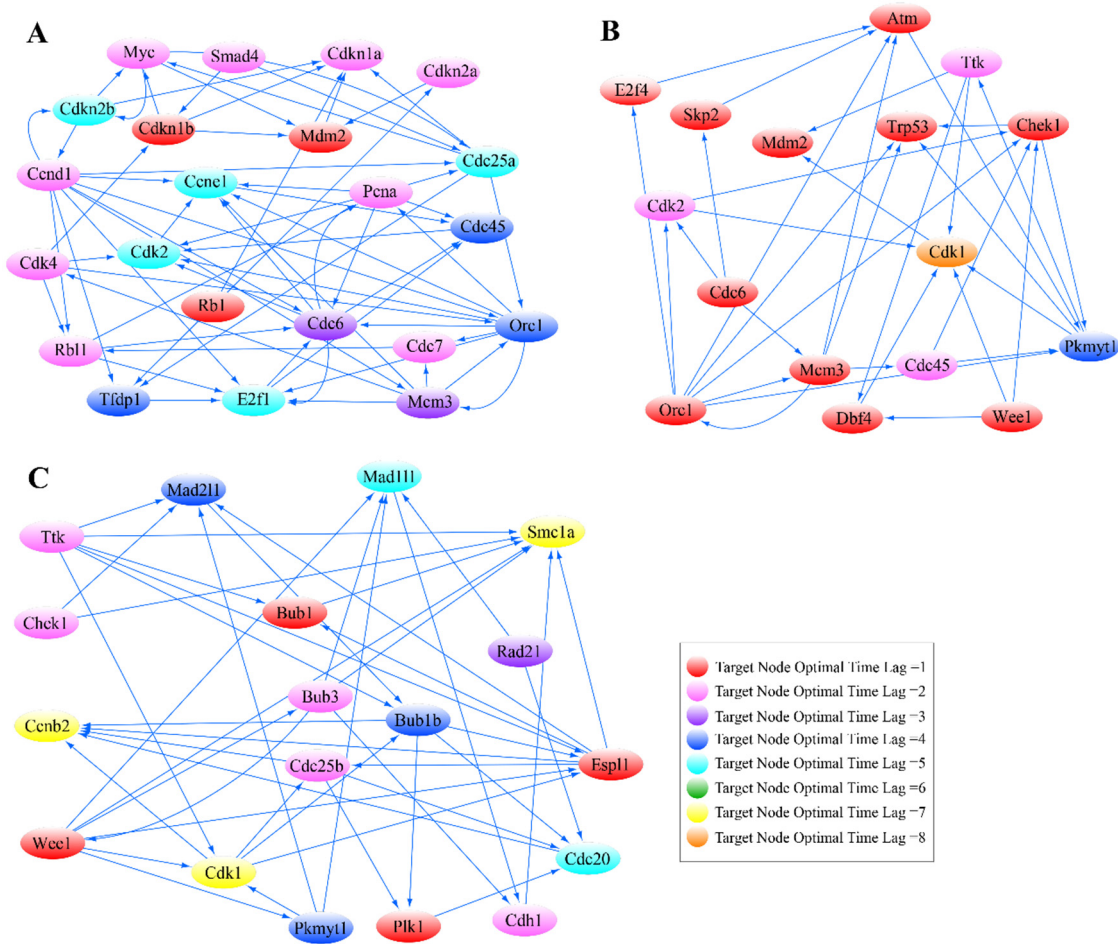 A
Myc
Smad4
Cdkn1a
Cdkn2a
Cdkn2b
Cdkn1b
Mdm2
Cdc25a
Ccnd1
Ccne1
Pcna
Cdc45
Cdk2
Cdk4
Rb1
Cdc6
Orc1
Rbl1
Cdc7
Tfdp1
E2f1
Mcm3
B
Atm
Ttk
E2f4
Skp2
Mdm2
Trp53
Chek1
Cdk2
Cdk1
Cdc6
Pkmyt1
Mcm3
Cdc45
Orc1
Dbf4
Wee1
C
Mad2l1
Mad1l1
Ttk
Smc1a
Chek1
Bub1
Rad21
Bub3
Ccnb2
Bub1b
Cdc25b
Espl1
Wee1
Cdk1
Cdc20
Pkmyt1
Plk1
Cdh1
Target Node Optimal Time Lag =1
Target Node Optimal Time Lag =2
Target Node Optimal Time Lag =3
Target Node Optimal Time Lag =4
Target Node Optimal Time Lag =5
Target Node Optimal Time Lag =6
Target Node Optimal Time Lag =7
Target Node Optimal Time Lag =8